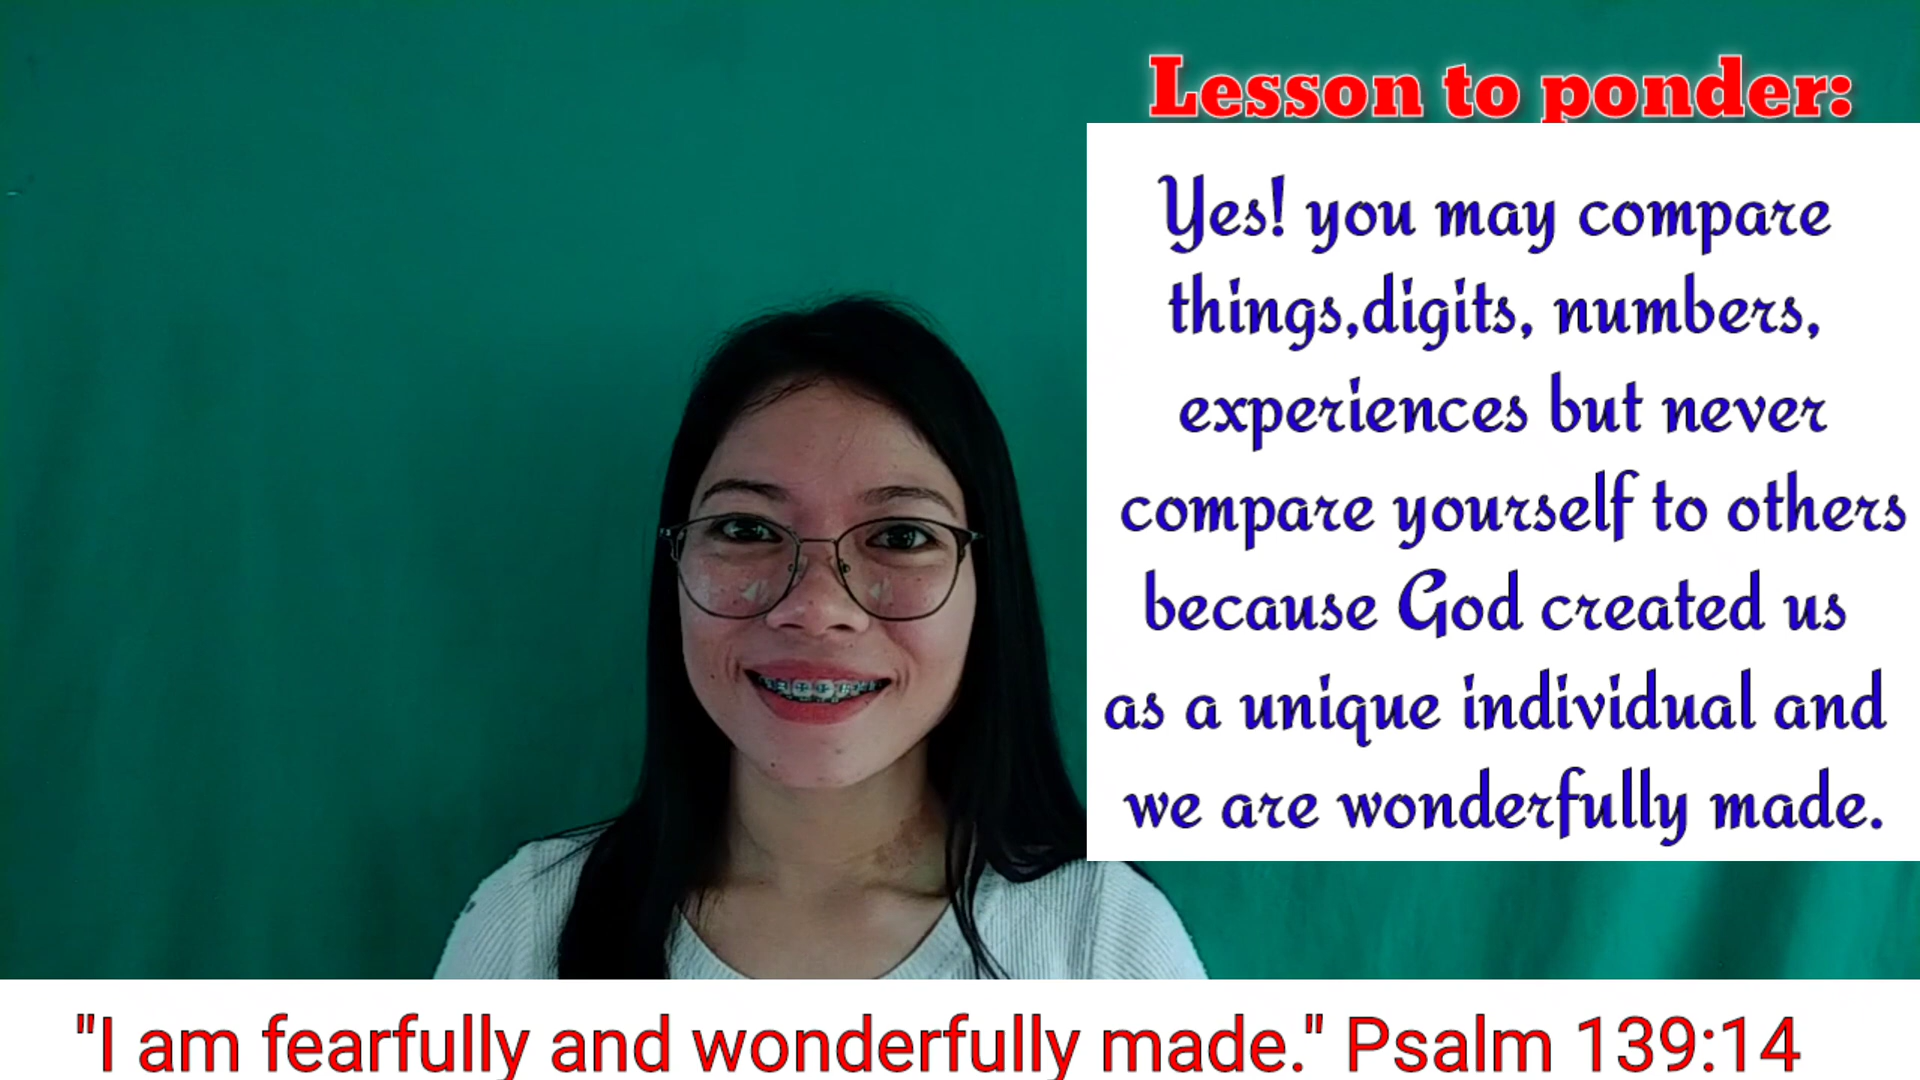 Lesson to ponder:
Yes! you may compare
things,digits, numbers,
experiences but never
compare yourself to others
because God created us
as a unique individual and
we are wonderfully made.
"I am fearfully and wonderfully made." Psalm 139:14